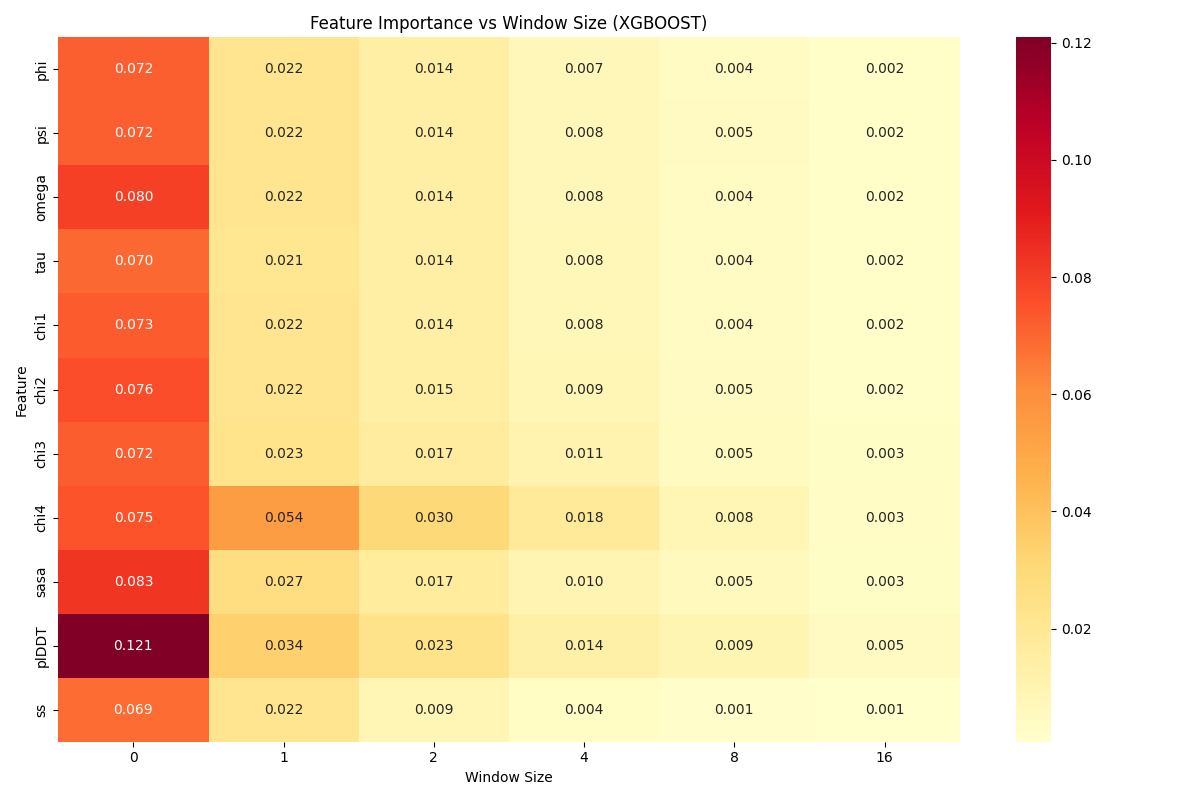 Feature Importance vs Window Size (XGBOOST)
phi 0.072 0.022 0.014 0.007 0.004 0.002
psi 0.072 0.022 0.014 0.008 0.005 0.002
omega 0.080 0.022 0.014 0.008 0.004 0.002
tau 0.070 0.021 0.014 0.008 0.004 0.002
chi1 0.073 0.022 0.014 0.008 0.004 0.002
chi2 0.076 0.022 0.015 0.009 0.005 0.002
chi3 0.072 0.023 0.017 0.011 0.005 0.003
chi4 0.075 0.054 0.030 0.018 0.008 0.003
sasa 0.083 0.027 0.017 0.010 0.005 0.003
plDDT 0.121 0.034 0.023 0.014 0.009 0.005
ss 0.069 0.022 0.009 0.004 0.001 0.001
Feature
0 1 2 4 8 16
Window Size
0.12
0.10
0.08
0.06
0.04
0.02